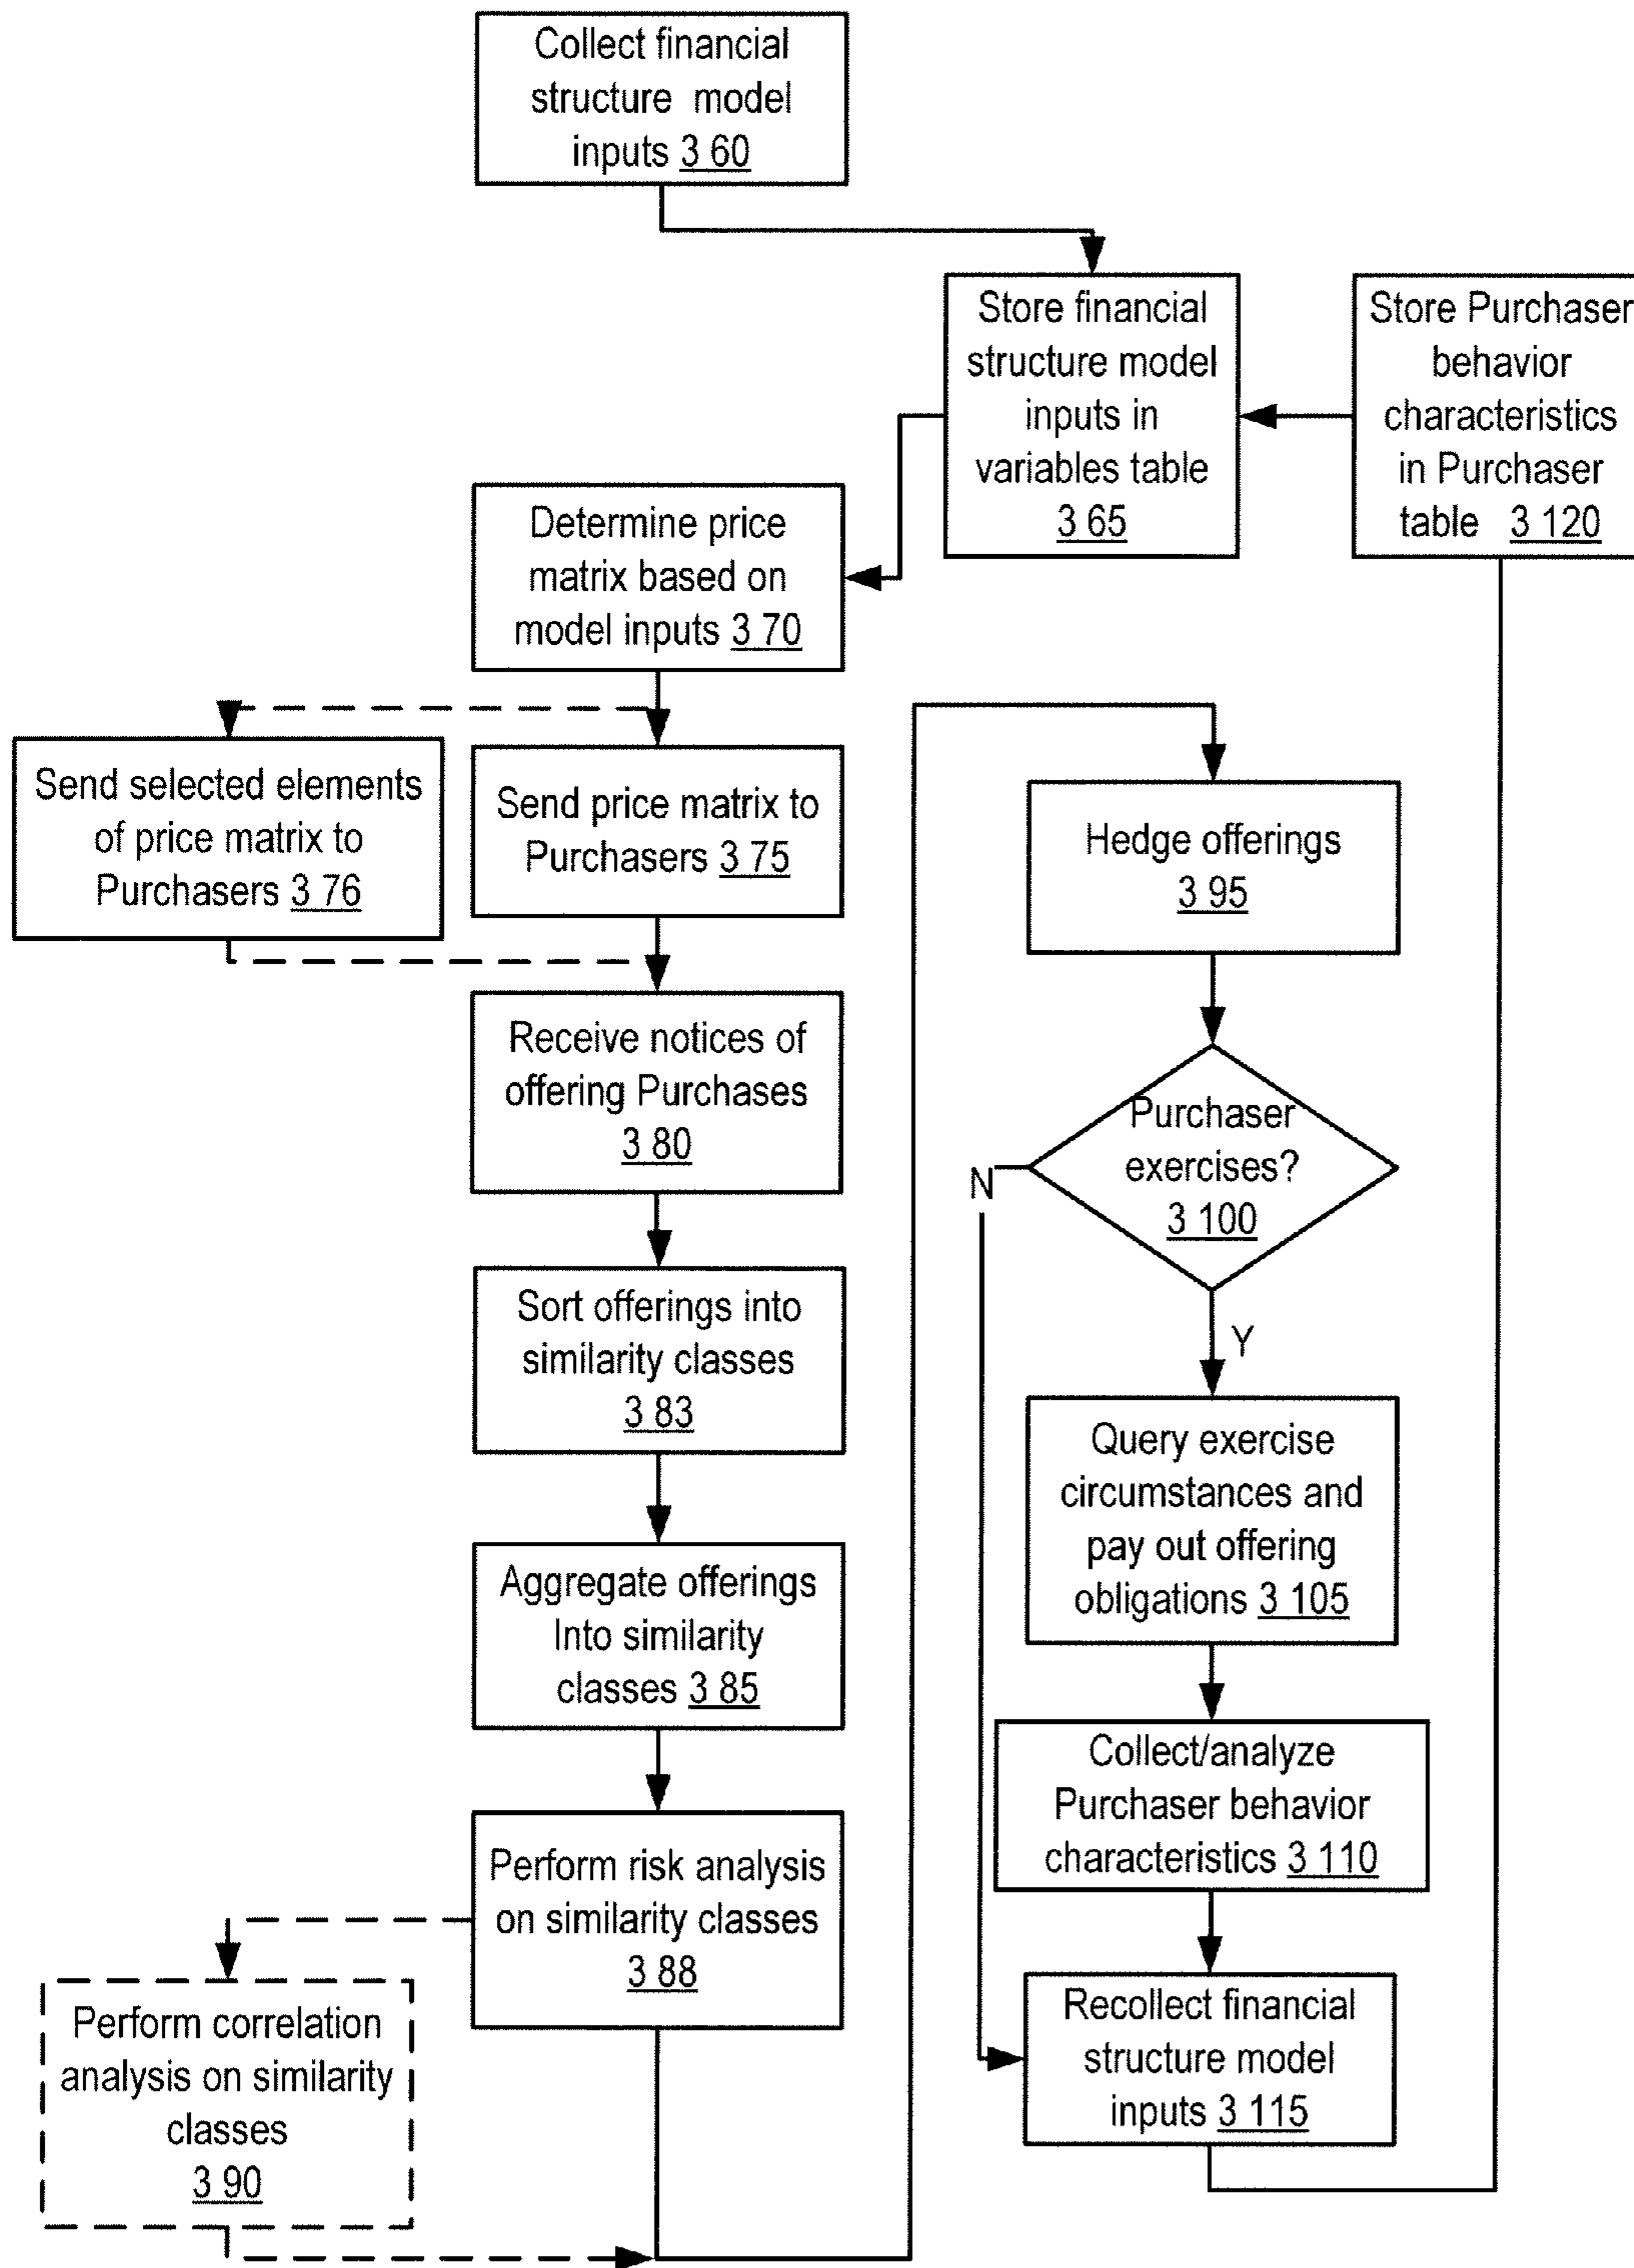 Collect financial
structure model
inputs 3 60
Store financial
structure model
inputs in
variables table
3 65
Store Purchaser
behavior
characteristics
in Purchaser
table 3 120
Determine price
matrix based on
model inputs 3 70
Send selected elements
of price matrix to
Purchasers 3 76
Send price matrix to
Purchasers 3 75
Receive notices of
offering Purchases
3 80
Sort offerings into
similarity classes
3 83
Aggregate offerings
Into similarity
classes 3 85
Perform risk analysis
on similarity classes
3 88
Perform correlation
analysis on similarity
classes
3 90
Hedge offerings
3 95
Purchaser
exercises?
3 100
N
Y
Query exercise
circumstances and
pay out offering
obligations 3 105
Collect/analyze
Purchaser behavior
characteristics 3 110
Recollect financial
structure model
inputs 3 115